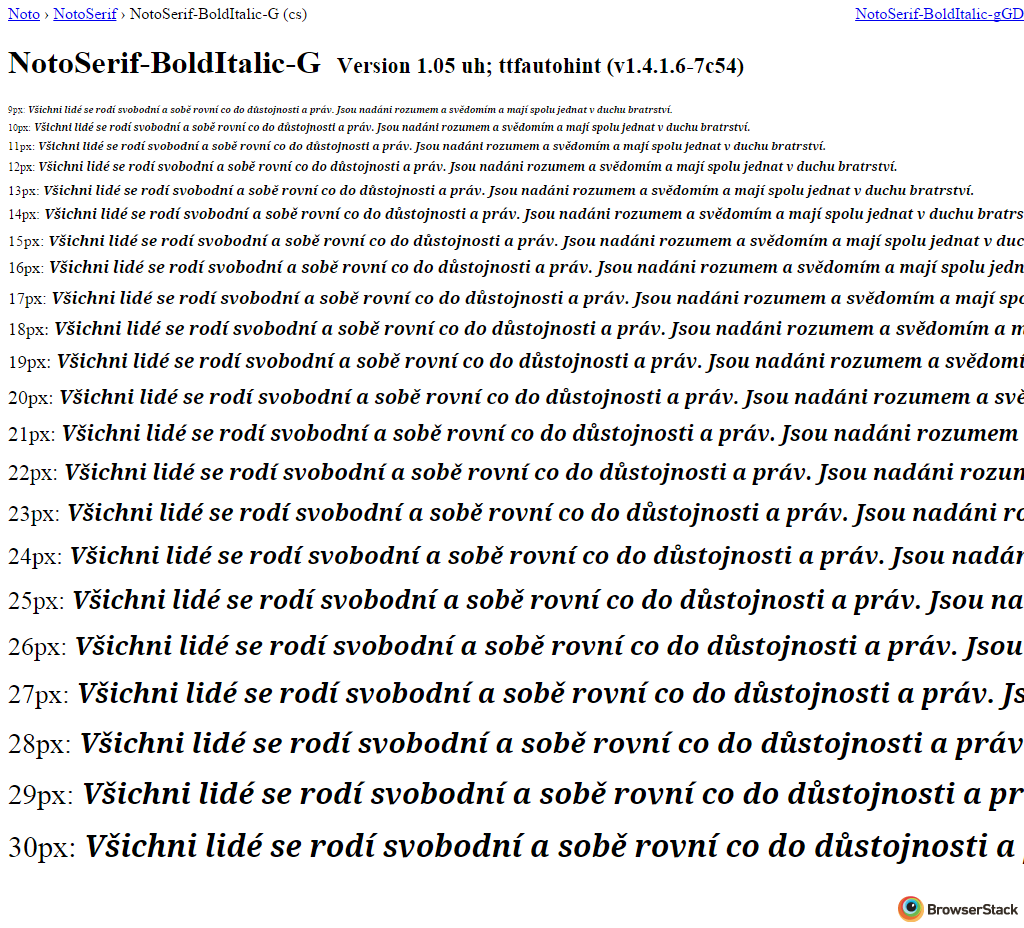 Noto › NotoSerif › NotoSerif-BoldItalic-G (cs) NotoSerif-BoldItalic-gGD
NotoSerif-BoldItalic-G Version 1.05 uh; ttfautohint (v1.4.1.6-7c54)
9px: Všichni lidé se rodí svobodní a sobě rovní co do důstojnosti a práv. Jsou nadáni rozumem a svědomím a mají spolu jednat v duchu bratrství.
10px: Všichni lidé se rodí svobodní a sobě rovní co do důstojnosti a práv. Jsou nadáni rozumem a svědomím a mají spolu jednat v duchu bratrství.
11px: Všichni lidé se rodí svobodní a sobě rovní co do důstojnosti a práv. Jsou nadáni rozumem a svědomím a mají spolu jednat v duchu bratrství.
12px: Všichni lidé se rodí svobodní a sobě rovní co do důstojnosti a práv. Jsou nadáni rozumem a svědomím a mají spolu jednat v duchu bratrství.
13px: Všichni lidé se rodí svobodní a sobě rovní co do důstojnosti a práv. Jsou nadáni rozumem a svědomím a mají spolu jednat v duchu bratrství.
14px: Všichni lidé se rodí svobodní a sobě rovní co do důstojnosti a práv. Jsou nadáni rozumem a svědomím a mají spolu jednat v duchu bratrs
15px: Všichni lidé se rodí svobodní a sobě rovní co do důstojnosti a práv. Jsou nadáni rozumem a svědomím a mají spolu jednat v duc
16px: Všichni lidé se rodí svobodní a sobě rovní co do důstojnosti a práv. Jsou nadáni rozumem a svědomím a mají spolu jedn
17px: Všichni lidé se rodí svobodní a sobě rovní co do důstojnosti a práv. Jsou nadáni rozumem a svědomím a mají spo
18px: Všichni lidé se rodí svobodní a sobě rovní co do důstojnosti a práv. Jsou nadáni rozumem a svědomím a m
19px: Všichni lidé se rodí svobodní a sobě rovní co do důstojnosti a práv. Jsou nadáni rozumem a svědomí
20px: Všichni lidé se rodí svobodní a sobě rovní co do důstojnosti a práv. Jsou nadáni rozumem a svě
21px: Všichni lidé se rodí svobodní a sobě rovní co do důstojnosti a práv. Jsou nadáni rozumem
22px: Všichni lidé se rodí svobodní a sobě rovní co do důstojnosti a práv. Jsou nadáni rozum
23px: Všichni lidé se rodí svobodní a sobě rovní co do důstojnosti a práv. Jsou nadáni ro
24px: Všichni lidé se rodí svobodní a sobě rovní co do důstojnosti a práv. Jsou nadán
25px: Všichni lidé se rodí svobodní a sobě rovní co do důstojnosti a práv. Jsou na
26px: Všichni lidé se rodí svobodní a sobě rovní co do důstojnosti a práv. Jsou
27px: Všichni lidé se rodí svobodní a sobě rovní co do důstojnosti a práv. Js
28px: Všichni lidé se rodí svobodní a sobě rovní co do důstojnosti a práv
29px: Všichni lidé se rodí svobodní a sobě rovní co do důstojnosti a pr
30px: Všichni lidé se rodí svobodní a sobě rovní co do důstojnosti a
BrowserStack